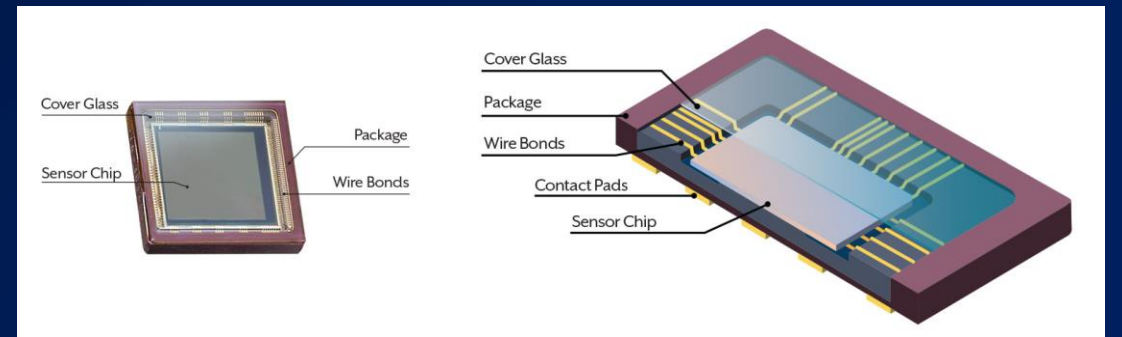 Cover Glass
Package
Sensor Chip
Wire Bonds
Cover Glass
Package
Wire Bonds
Contact Pads
Sensor Chip